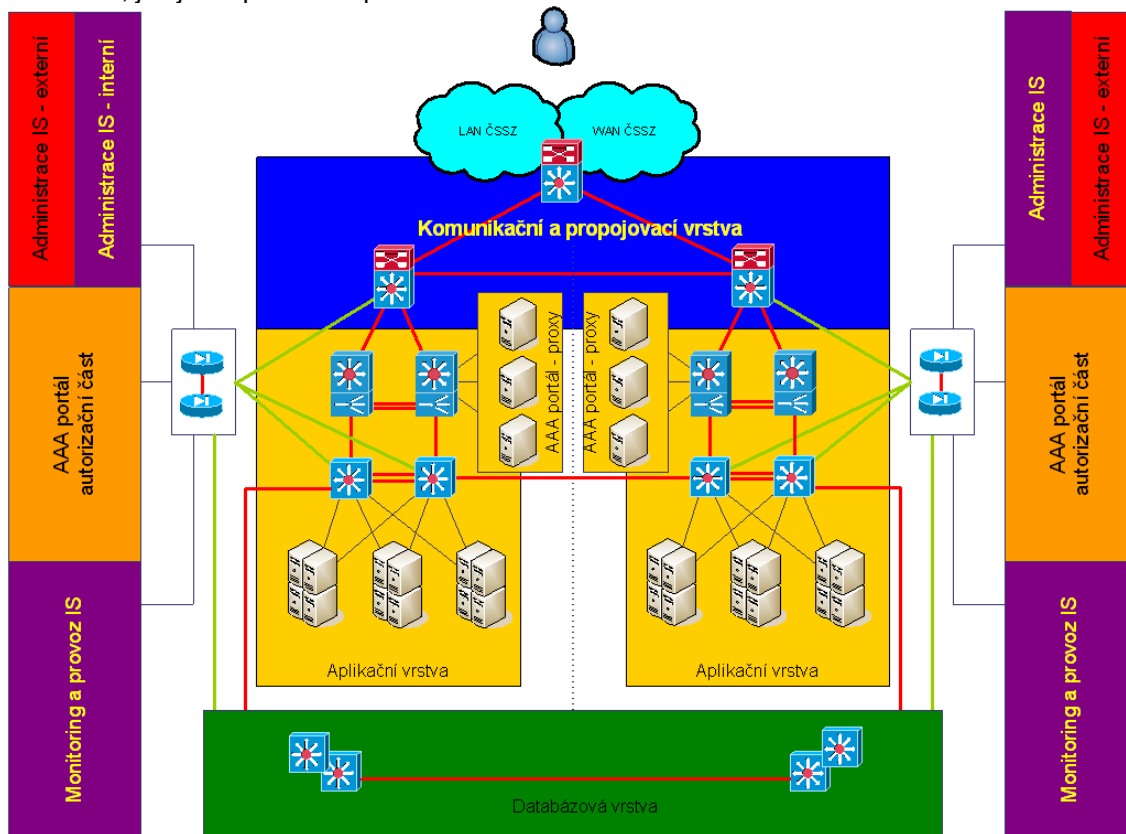 Administrace IS - externí
Administrace IS - interní
AAA portál
autorizační část
Monitoring a provoz IS
LAN ČSSZ
WAN ČSSZ
Komunikační a propojovací vrstva
AAA portál - proxy
AAA portál - proxy
Aplikační vrstva
Aplikační vrstva
Databázová vrstva
Administrace IS
Administrace IS - externí
AAA portál
autorizační část
Monitoring a provoz IS